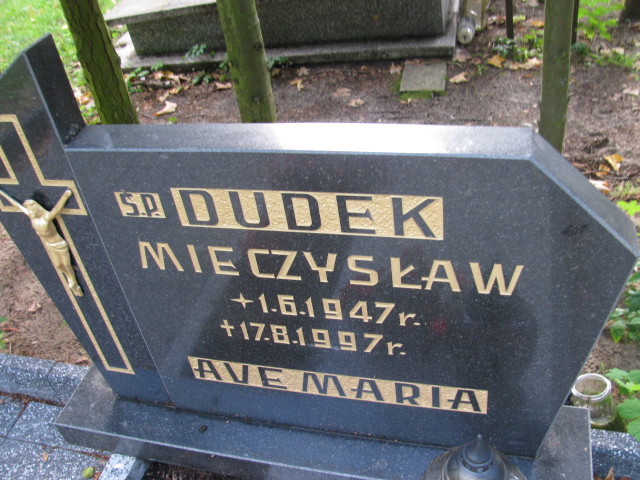 Ś.P. DUDEK
MIECZYSŁAW
+1.6.1947 r.
+17.8.1997 r.
AVE MARIA